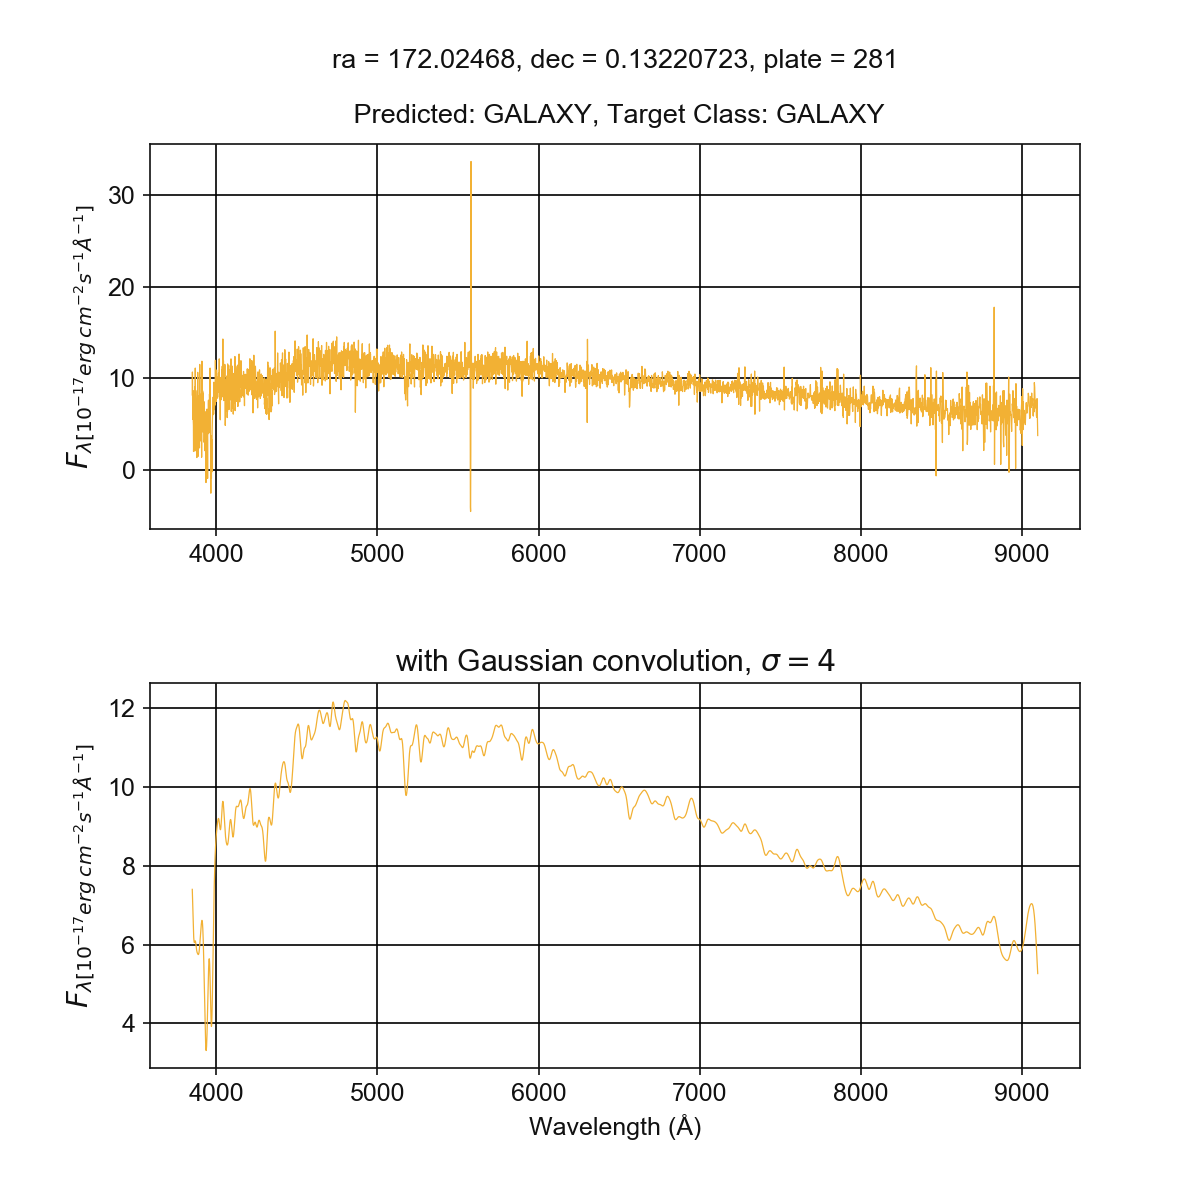 ra = 172.02468, dec = 0.13220723, plate = 281
Predicted: GALAXY, Target Class: GALAXY
F_λ[10⁻¹⁷erg cm⁻²s⁻¹Å⁻¹]
30
20
10
0
4000 5000 6000 7000 8000 9000
with Gaussian convolution, σ = 4
F_λ[10⁻¹⁷erg cm⁻²s⁻¹Å⁻¹]
12
10
8
6
4
4000 5000 6000 7000 8000 9000
Wavelength (Å)